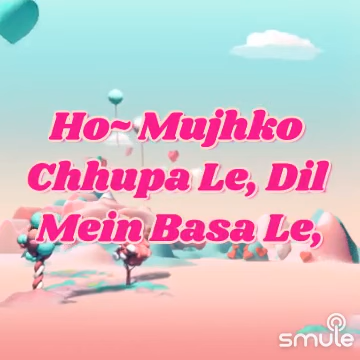 Ho~ Mujhko
Chhupa Le, Dil
Mein Basa Le,
smule